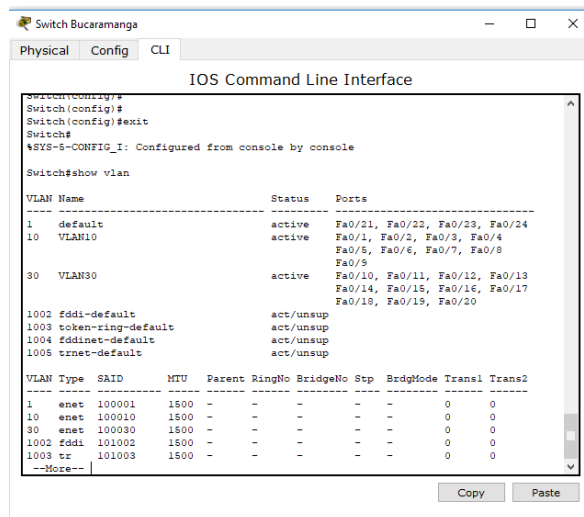 Switch Bucaramanga
Physical Config CLI
IOS Command Line Interface
Switch(config)#
Switch(config)#
Switch(config)#exit
Switch#
%SYS-5-CONFIG_I: Configured from console by console
Switch#show vlan
VLAN Name Status Ports
---- -------------------------------- --------- -------------------------------
1 default active Fa0/21, Fa0/22, Fa0/23, Fa0/24
10 VLAN10 active Fa0/1, Fa0/2, Fa0/3, Fa0/4
Fa0/5, Fa0/6, Fa0/7, Fa0/8
Fa0/9
30 VLAN30 active Fa0/10, Fa0/11, Fa0/12, Fa0/13
Fa0/14, Fa0/15, Fa0/16, Fa0/17
Fa0/18, Fa0/19, Fa0/20
1002 fddi-default act/unsup
1003 token-ring-default act/unsup
1004 fddinet-default act/unsup
1005 trnet-default act/unsup
VLAN Type SAID MTU Parent RingNo BridgeNo Stp BrdgMode Trans1 Trans2
---- ----- ---------- ----- ------ ------ -------- ---- -------- ------ ------
1 enet 100001 1500 - - - - - 0 0
10 enet 100010 1500 - - - - - 0 0
30 enet 100030 1500 - - - - - 0 0
1002 fddi 101002 1500 - - - - - 0 0
1003 tr 101003 1500 - - - - - 0 0
--More--
Copy Paste